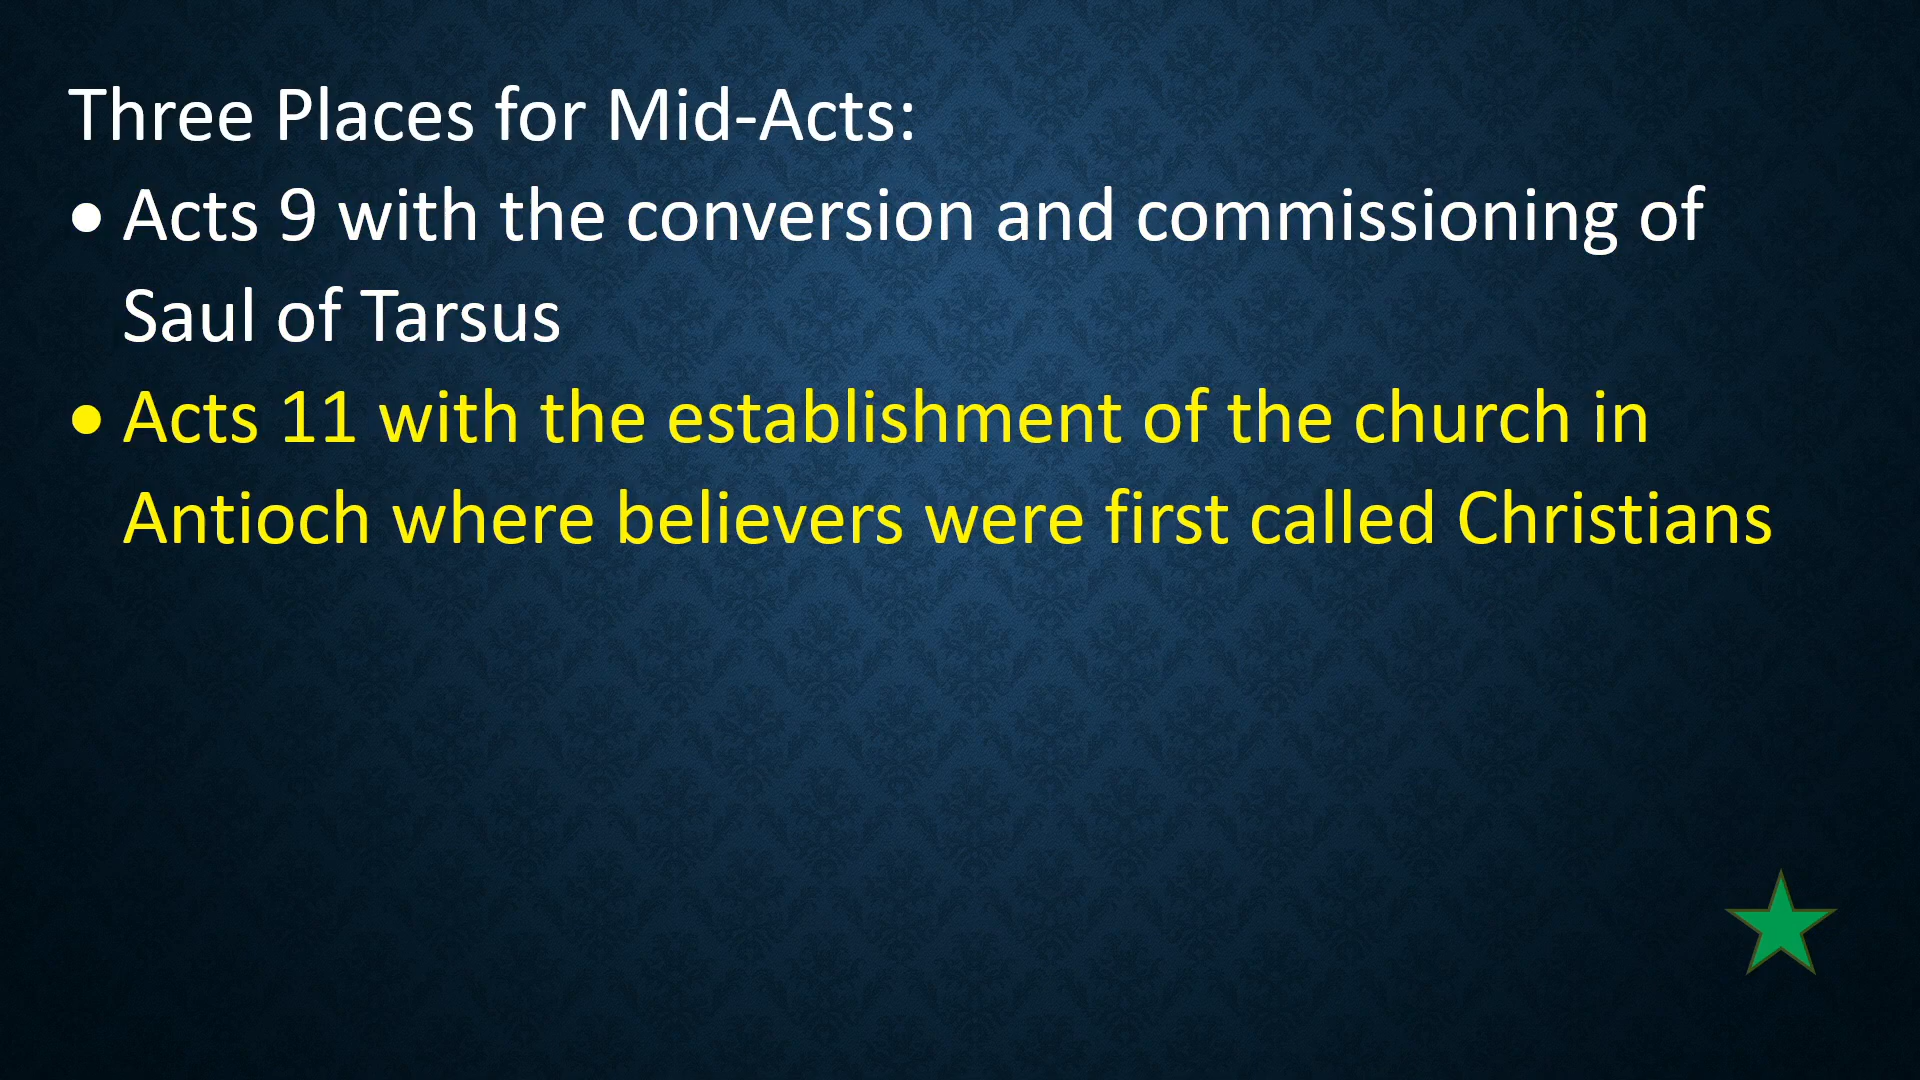 Three Places for Mid-Acts:
• Acts 9 with the conversion and commissioning of
Saul of Tarsus
• Acts 11 with the establishment of the church in
Antioch where believers were first called Christians